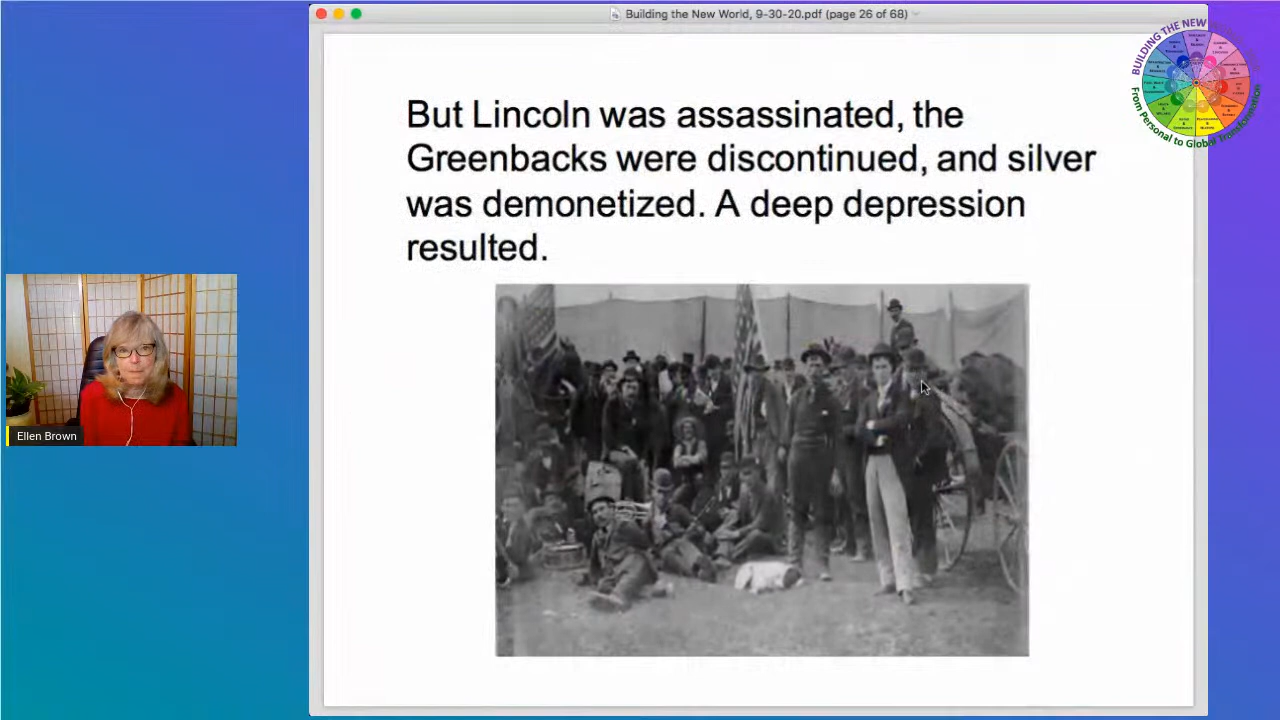 Building the New World, 9-30-20.pdf (page 26 of 68)
BUILDING THE NEW
From Personal to Global Transformation
But Lincoln was assassinated, the
Greenbacks were discontinued, and silver
was demonetized. A deep depression
resulted.
Ellen Brown